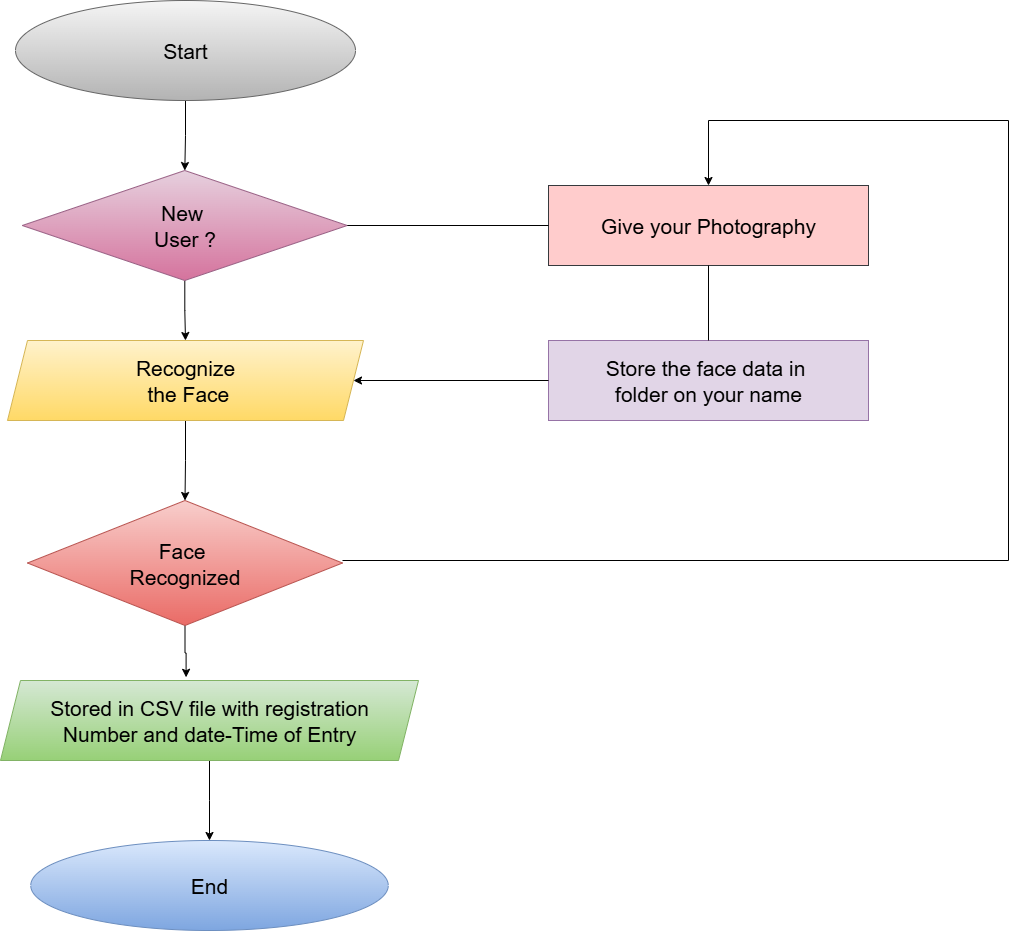 Start
New
User ?
Give your Photography
Recognize
the Face
Store the face data in
folder on your name
Face
Recognized
Stored in CSV file with registration
Number and date-Time of Entry
End